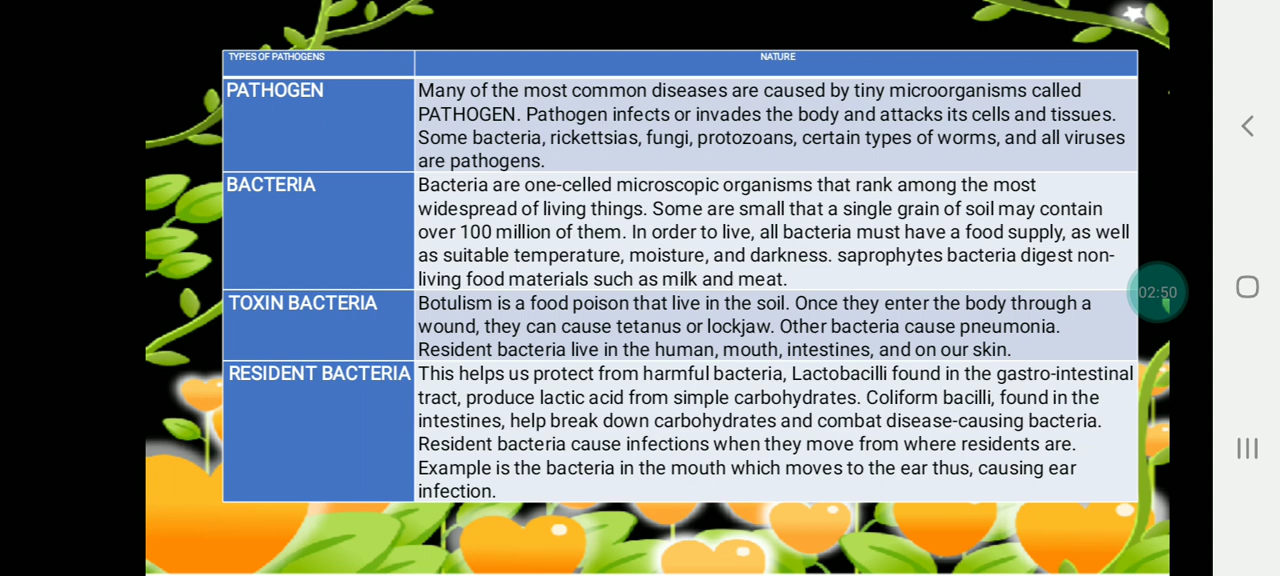 TYPES OF PATHOGENS
NATURE
PATHOGEN
Many of the most common diseases are caused by tiny microorganisms called
PATHOGEN. Pathogen infects or invades the body and attacks its cells and tissues.
Some bacteria, rickettsias, fungi, protozoans, certain types of worms, and all viruses
are pathogens.
BACTERIA
Bacteria are one-celled microscopic organisms that rank among the most
widespread of living things. Some are small that a single grain of soil may contain
over 100 million of them. In order to live, all bacteria must have a food supply, as well
as suitable temperature, moisture, and darkness. saprophytes bacteria digest non-
living food materials such as milk and meat.
TOXIN BACTERIA
Botulism is a food poison that live in the soil. Once they enter the body through a
wound, they can cause tetanus or lockjaw. Other bacteria cause pneumonia.
Resident bacteria live in the human, mouth, intestines, and on our skin.
RESIDENT BACTERIA
This helps us protect from harmful bacteria, Lactobacilli found in the gastro-intestinal
tract, produce lactic acid from simple carbohydrates. Coliform bacilli, found in the
intestines, help break down carbohydrates and combat disease-causing bacteria.
Resident bacteria cause infections when they move from where residents are.
Example is the bacteria in the mouth which moves to the ear thus, causing ear
infection.
02:50